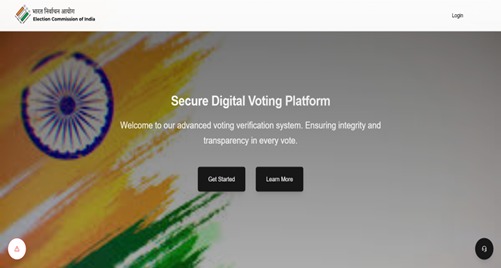 भारत निर्वाचन आयोग
Election Commission of India
Login
Secure Digital Voting Platform
Welcome to our advanced voting verification system. Ensuring integrity and
transparency in every vote.
Get Started
Learn More